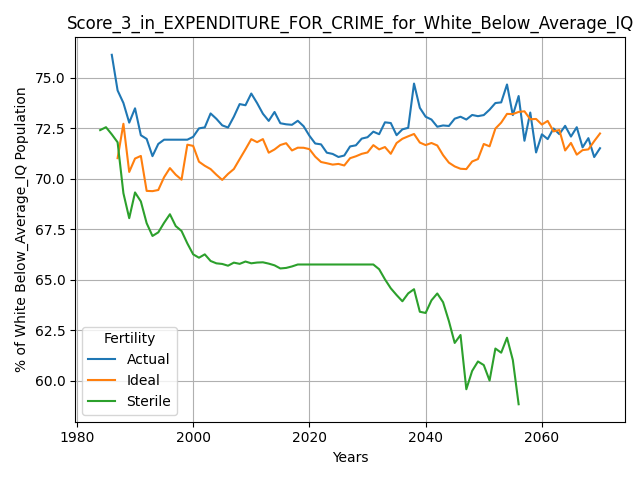 Score_3_in_EXPENDITURE_FOR_CRIME_for_White_Below_Average_IQ
% of White Below_Average_IQ Population
75.0
72.5
70.0
67.5
65.0
62.5
60.0
Fertility
Actual
Ideal
Sterile
1980
2000
2020
2040
2060
Years